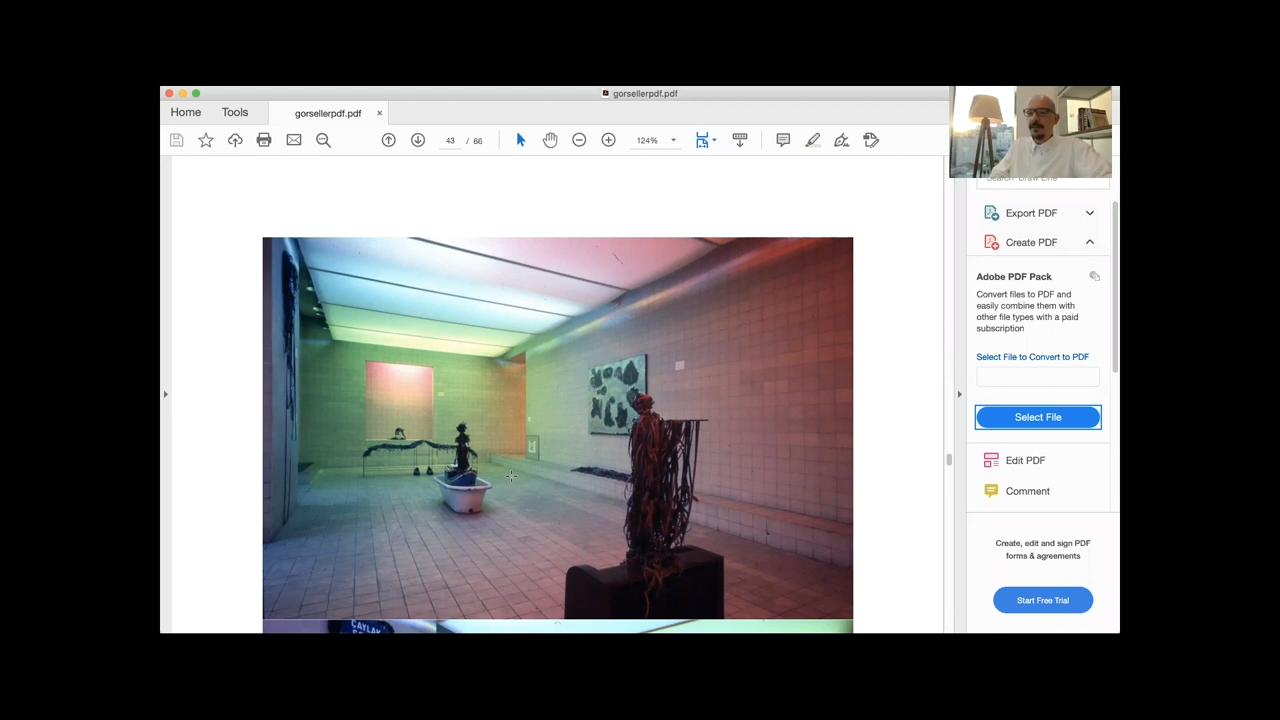 gorsellerpdf.pdf
Home
Tools
gorsellerpdf.pdf
43 / 66
124%
Export PDF
Create PDF
Adobe PDF Pack
Convert files to PDF and
easily combine them with
other file types with a paid
subscription
Select File to Convert to PDF
Select File
Edit PDF
Comment
Create, edit and sign PDF
forms & agreements
Start Free Trial
CAYLAK